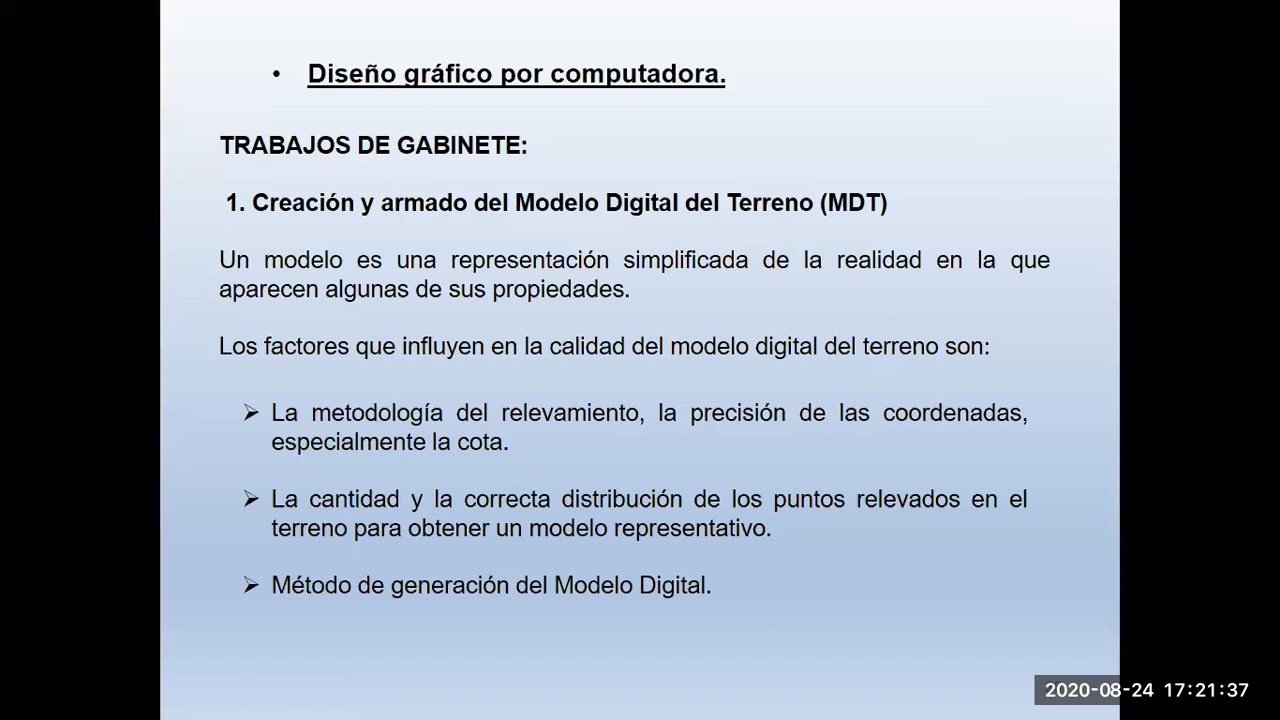 • Diseño gráfico por computadora.
TRABAJOS DE GABINETE:
1. Creación y armado del Modelo Digital del Terreno (MDT)
Un modelo es una representación simplificada de la realidad en la que
aparecen algunas de sus propiedades.
Los factores que influyen en la calidad del modelo digital del terreno son:
➢ La metodología del relevamiento, la precisión de las coordenadas,
especialmente la cota.
➢ La cantidad y la correcta distribución de los puntos relevados en el
terreno para obtener un modelo representativo.
➢ Método de generación del Modelo Digital.
2020-08-24 17:21:37